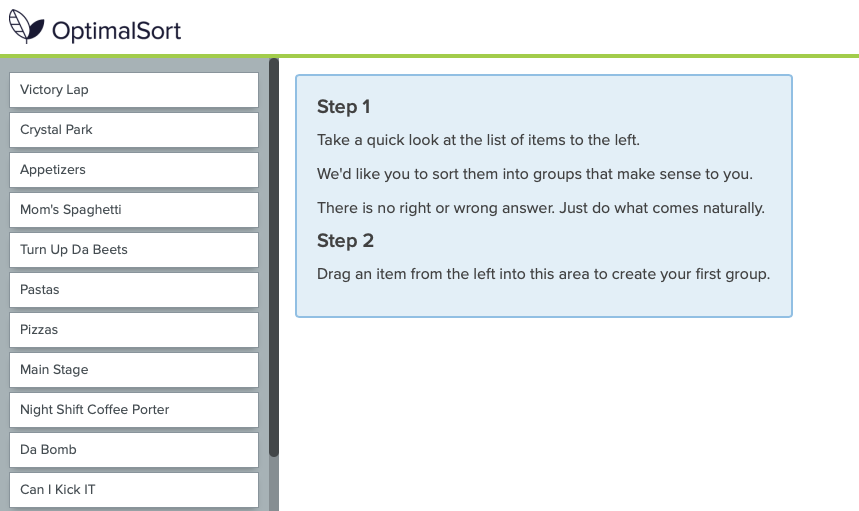 OptimalSort
Victory Lap
Crystal Park
Appetizers
Mom's Spaghetti
Turn Up Da Beets
Pastas
Pizzas
Main Stage
Night Shift Coffee Porter
Da Bomb
Can I Kick IT
Step 1
Take a quick look at the list of items to the left.
We'd like you to sort them into groups that make sense to you.
There is no right or wrong answer. Just do what comes naturally.
Step 2
Drag an item from the left into this area to create your first group.